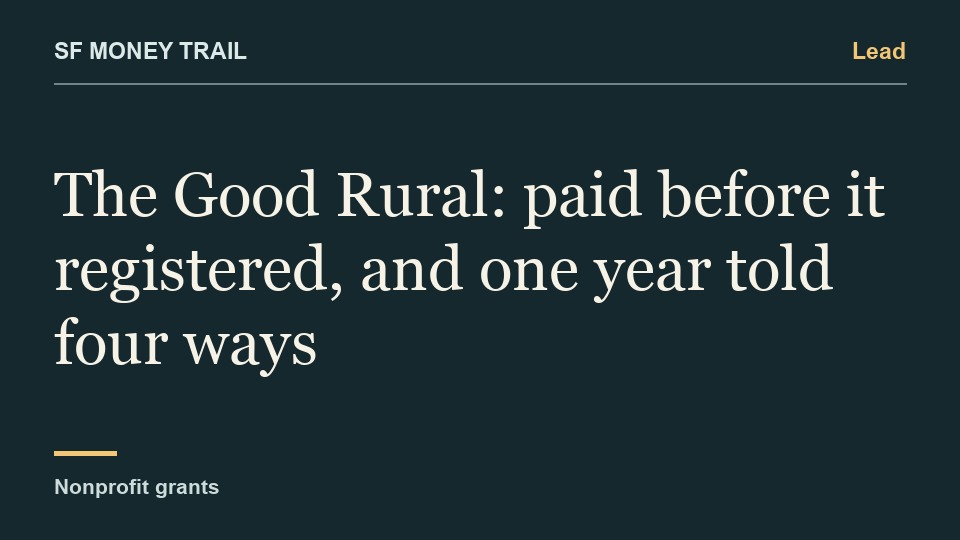 SF MONEY TRAIL
Lead
The Good Rural: paid before it
registered, and one year told
four ways
Nonprofit grants